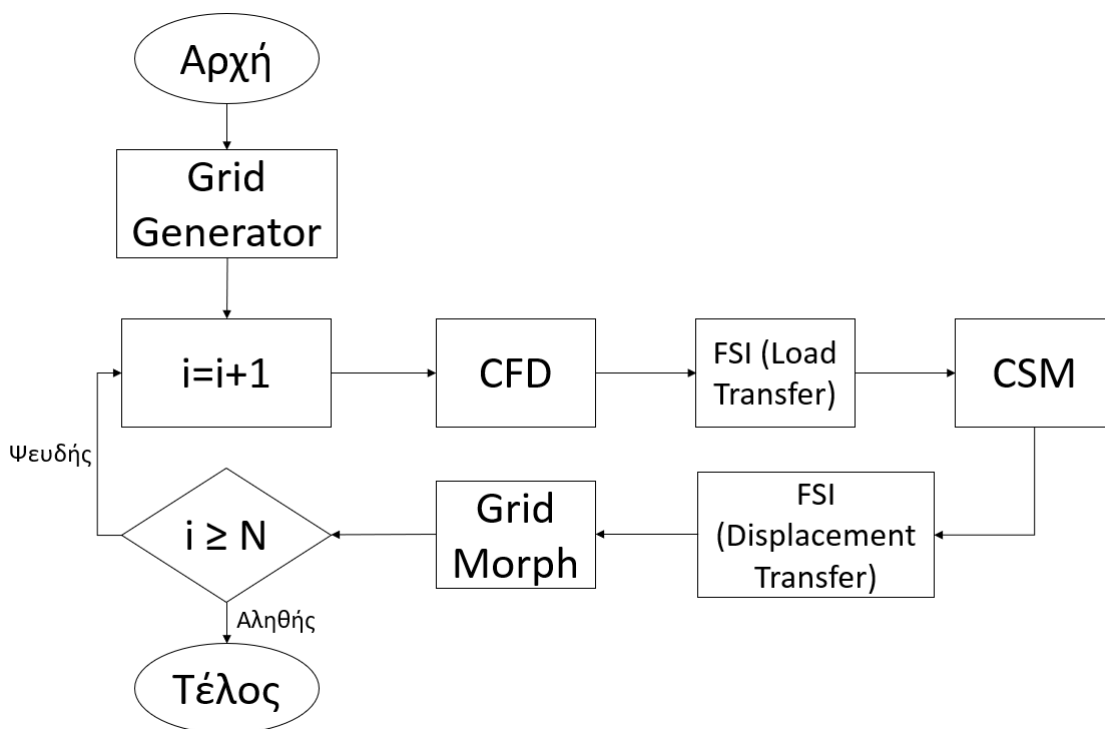 Αρχή
Grid
Generator
i=i+1
CFD
FSI (Load
Transfer)
CSM
Ψευδής
i ≥ N
Grid
Morph
FSI
(Displacement
Transfer)
Αληθής
Τέλος